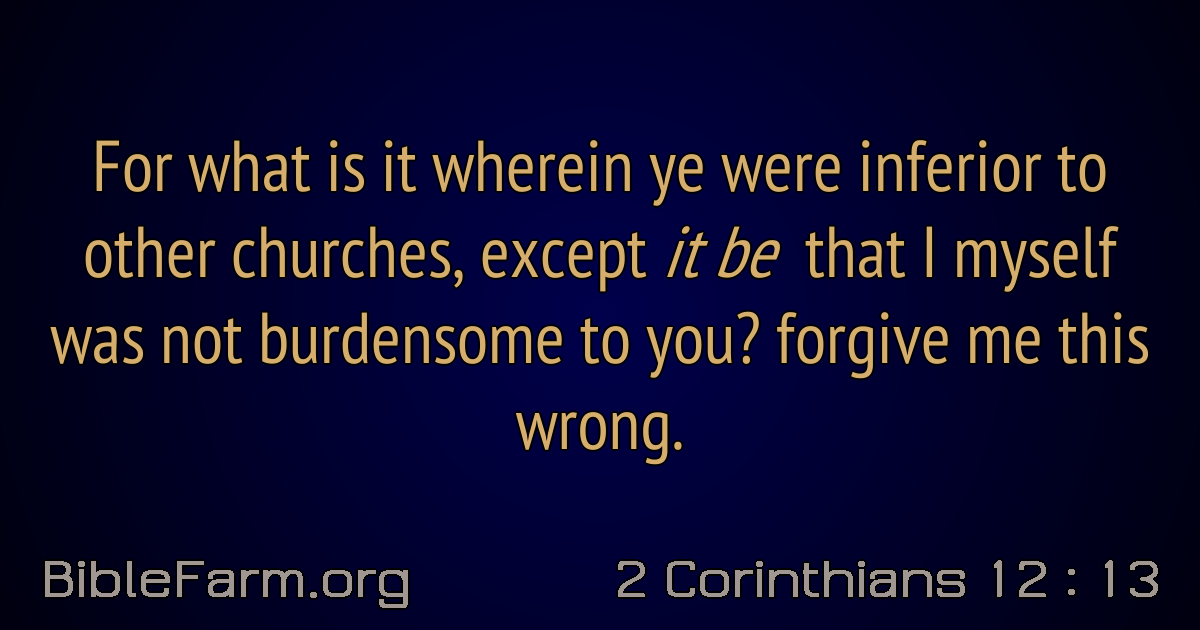 For what is it wherein ye were inferior to
other churches, except it be that I myself
was not burdensome to you? forgive me this
wrong.
BibleFarm.org
2 Corinthians 12 : 13